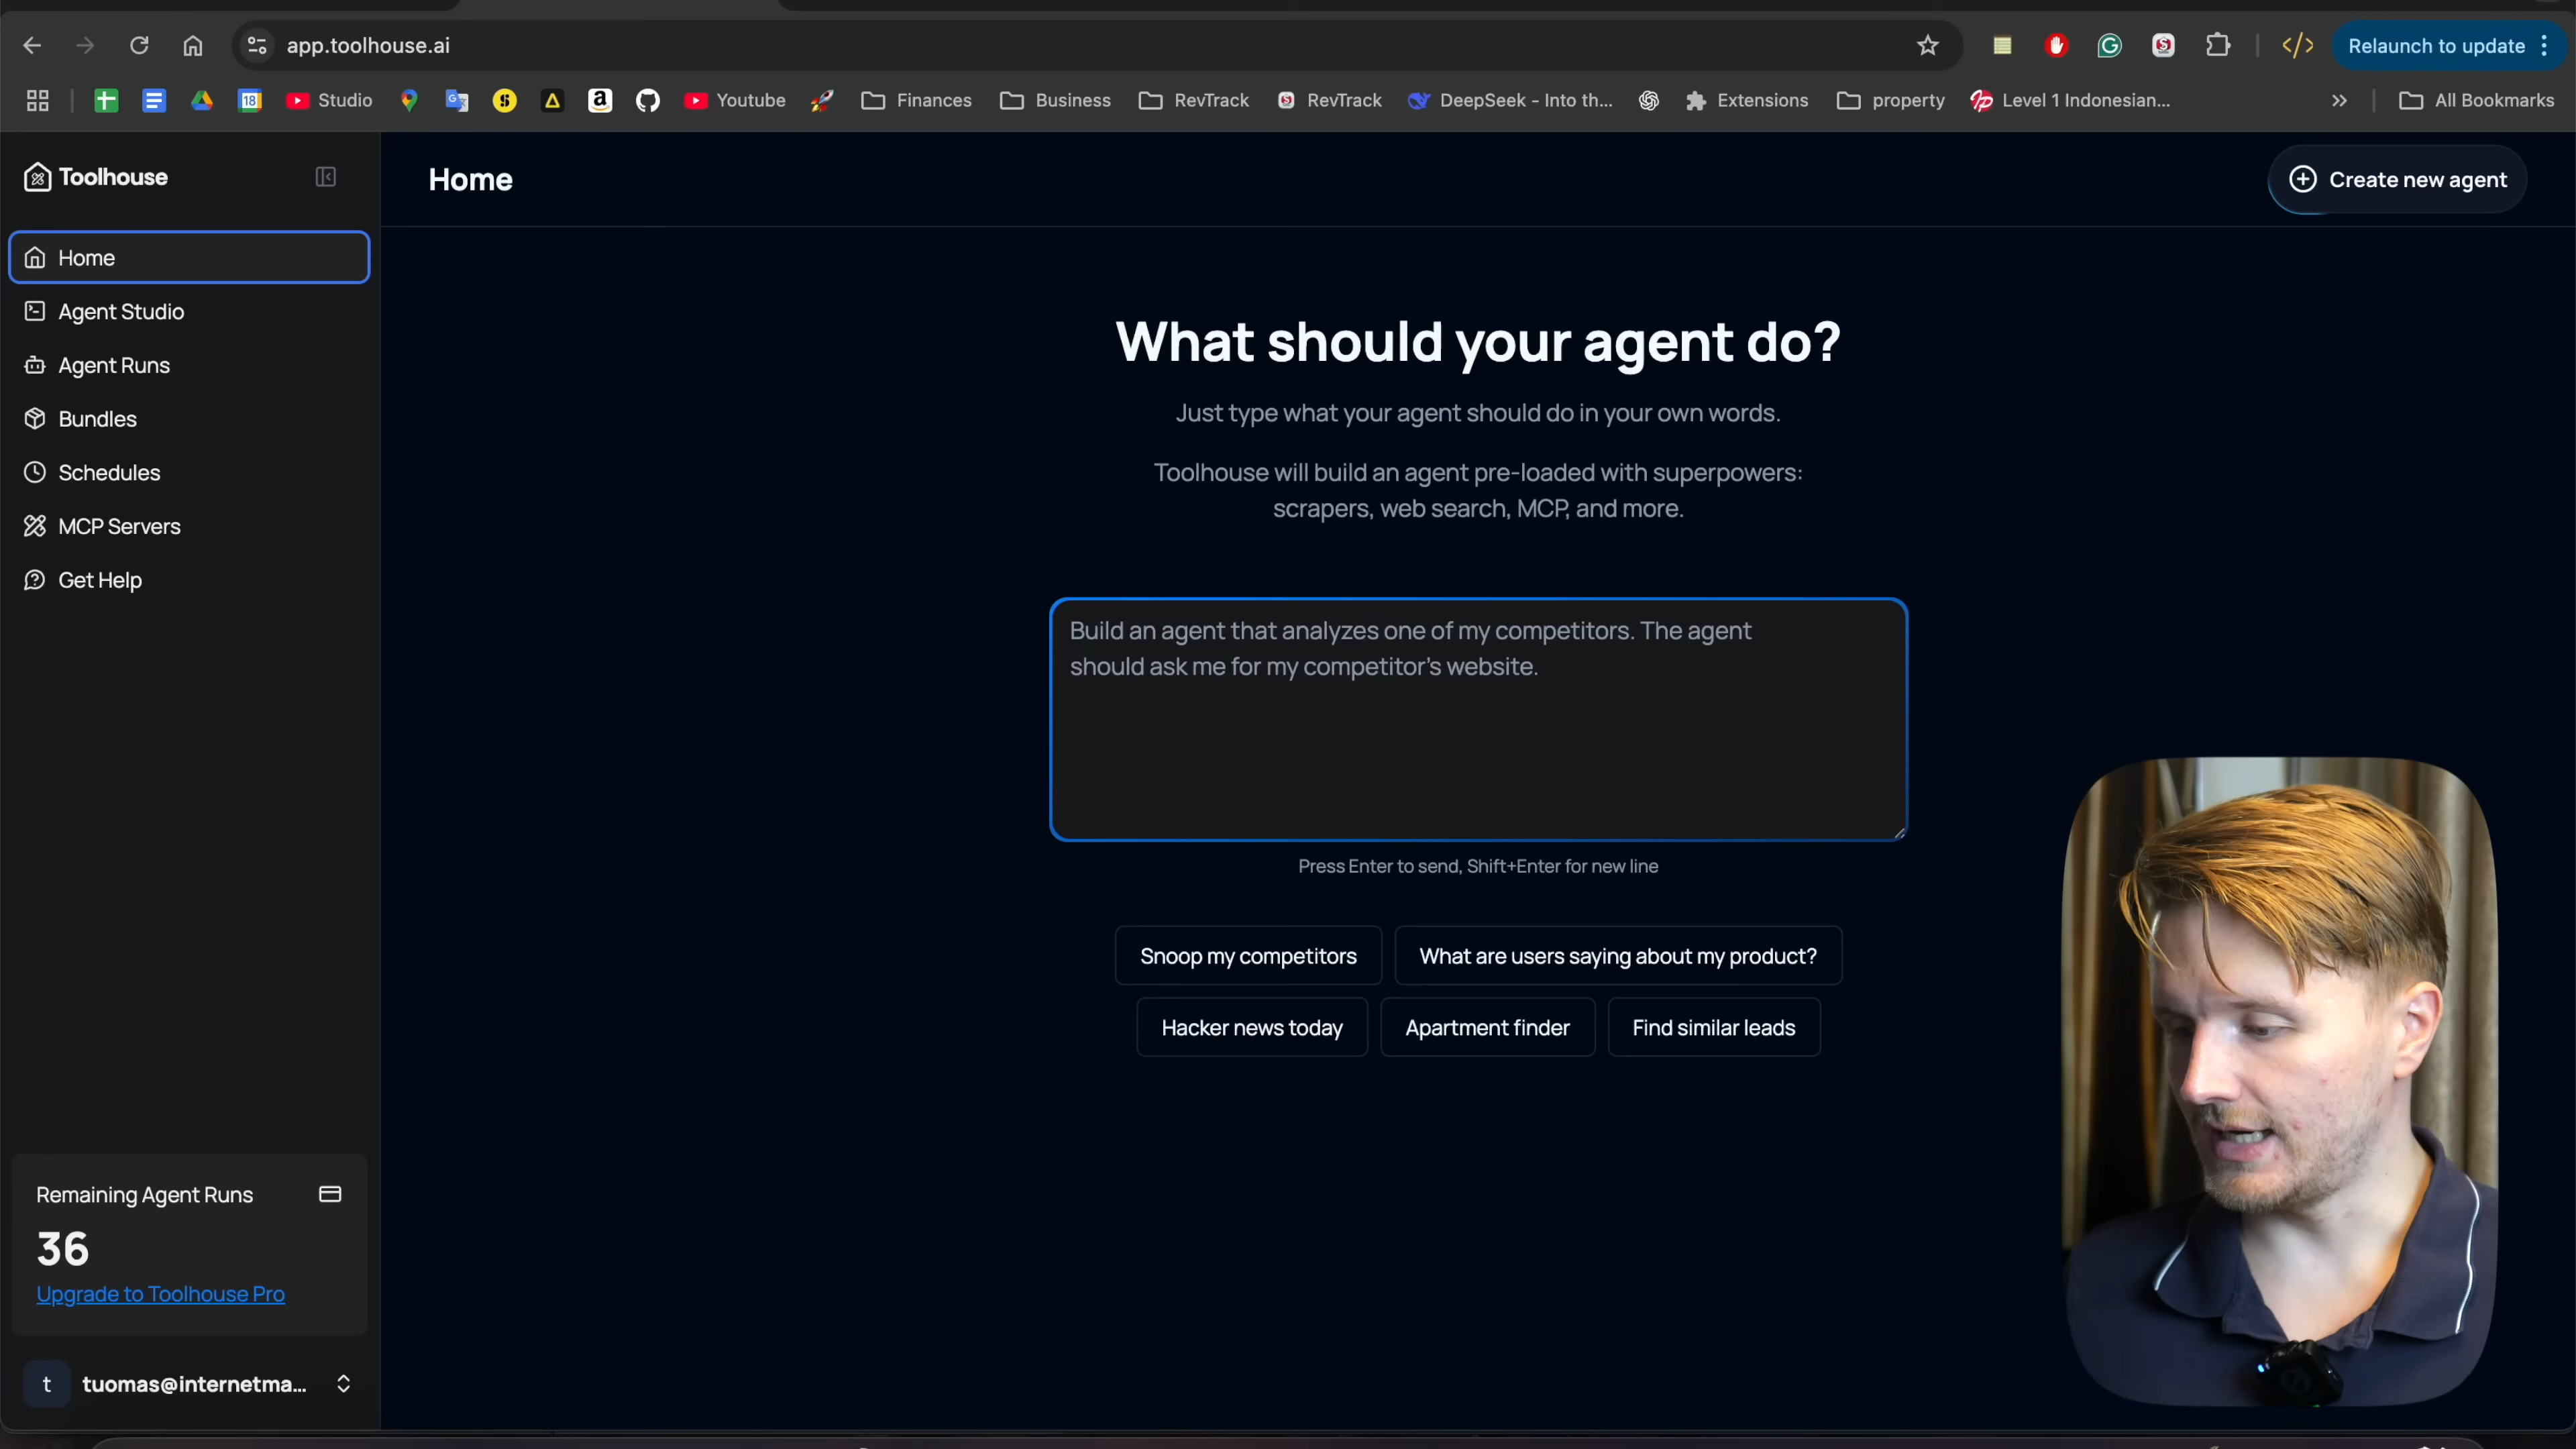 app.toolhouse.ai
Relaunch to update
18
Studio
Youtube
Finances
Business
RevTrack
RevTrack
DeepSeek - Into th...
Extensions
property
Level 1 Indonesian...
All Bookmarks
Toolhouse
Home
Create new agent
Home
Agent Studio
Agent Runs
Bundles
Schedules
MCP Servers
Get Help
What should your agent do?
Just type what your agent should do in your own words.
Toolhouse will build an agent pre-loaded with superpowers:
scrapers, web search, MCP, and more.
Build an agent that analyzes one of my competitors. The agent
should ask me for my competitor's website.
Press Enter to send, Shift+Enter for new line
Snoop my competitors
What are users saying about my product?
Hacker news today
Apartment finder
Find similar leads
Remaining Agent Runs
36
Upgrade to Toolhouse Pro
t
tuomas@internetma...